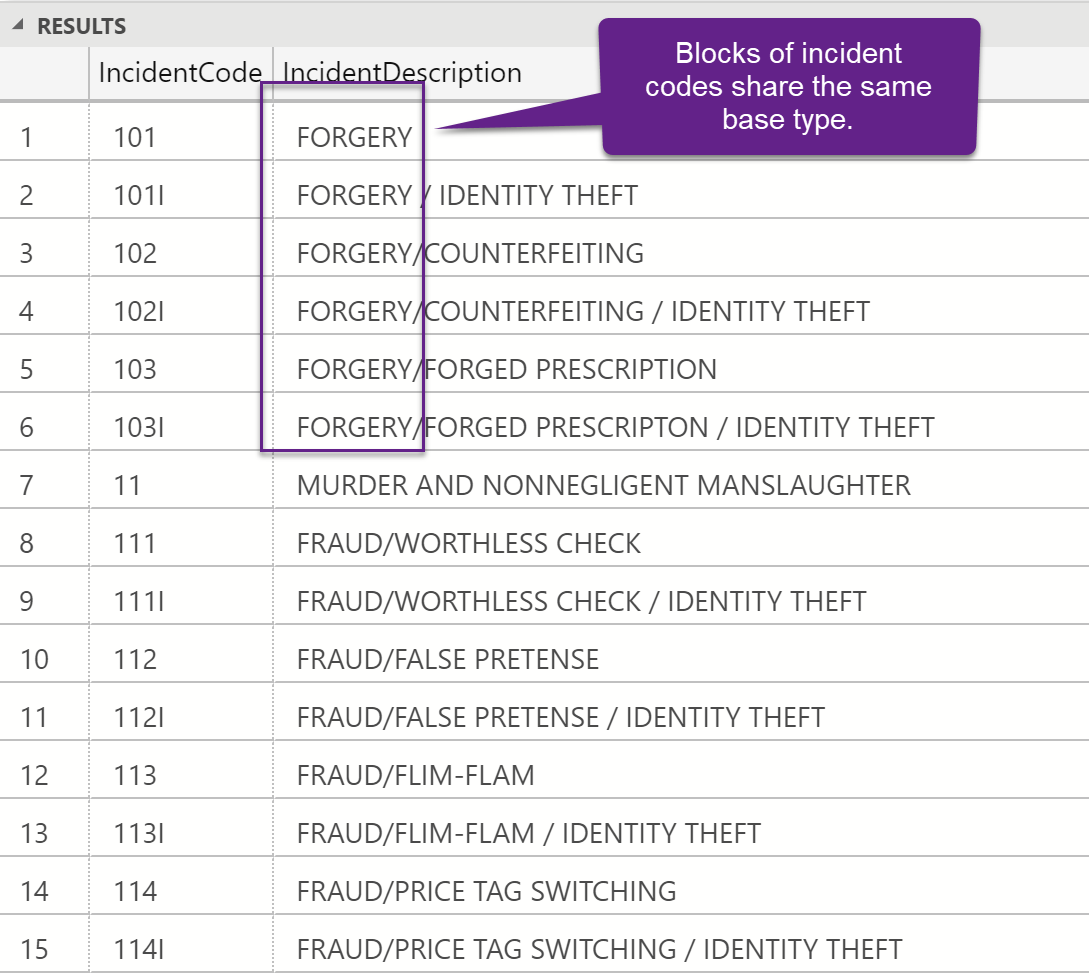 RESULTS
Blocks of incident
codes share the same
base type.
IncidentCode IncidentDescription
1 101 FORGERY
2 101I FORGERY / IDENTITY THEFT
3 102 FORGERY/COUNTERFEITING
4 102I FORGERY/COUNTERFEITING / IDENTITY THEFT
5 103 FORGERY/FORGED PRESCRIPTION
6 103I FORGERY/FORGED PRESCRIPTON / IDENTITY THEFT
7 11 MURDER AND NONNEGLIGENT MANSLAUGHTER
8 111 FRAUD/WORTHLESS CHECK
9 111I FRAUD/WORTHLESS CHECK / IDENTITY THEFT
10 112 FRAUD/FALSE PRETENSE
11 112I FRAUD/FALSE PRETENSE / IDENTITY THEFT
12 113 FRAUD/FLIM-FLAM
13 113I FRAUD/FLIM-FLAM / IDENTITY THEFT
14 114 FRAUD/PRICE TAG SWITCHING
15 114I FRAUD/PRICE TAG SWITCHING / IDENTITY THEFT